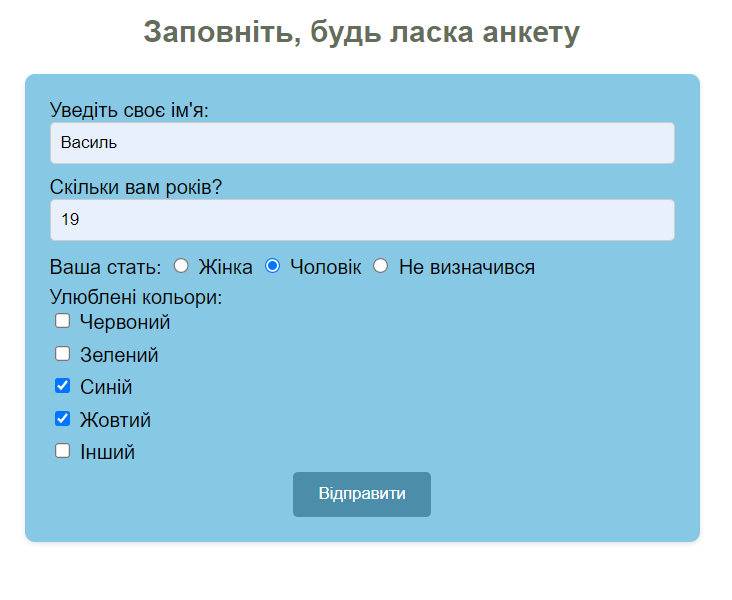 Заповніть, будь ласка анкету
Уведіть своє ім'я:
Василь
Скільки вам років?
19
Ваша стать: Жінка Чоловік Не визначився
Улюблені кольори:
Червоний
Зелений
Синій
Жовтий
Інший
Відправити